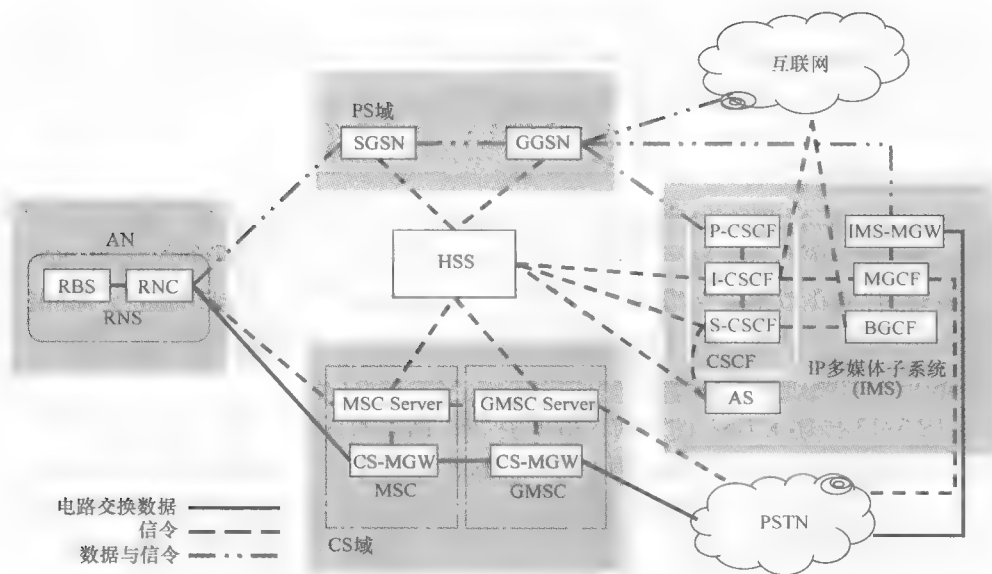 互联网
PS域
SGSN
GGSN
AN
RBS
RNC
RNS
HSS
P-CSCF
IMS-MGW
I-CSCF
MGCF
S-CSCF
BGCF
CSCF
IP多媒体子系统
(IMS)
AS
MSC Server
GMSC Server
CS-MGW
CS-MGW
MSC
GMSC
CS域
PSTN
电路交换数据
信令
数据与信令